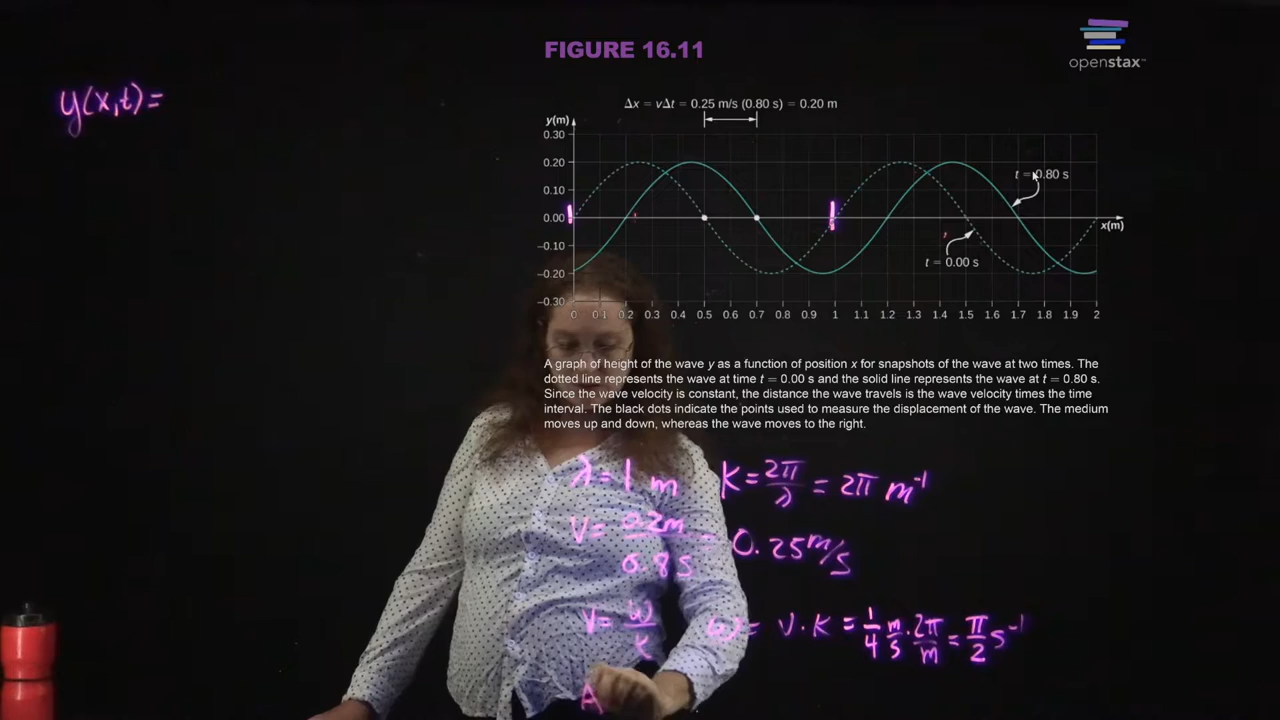 FIGURE 16.11
openstax™
y(x,t)=
Δx = vΔt = 0.25 m/s (0.80 s) = 0.20 m
y(m)
0.30
0.20
0.10
0.00
−0.10
−0.20
−0.30
t = 0.80 s
t = 0.00 s
x(m)
0 0.1 0.2 0.3 0.4 0.5 0.6 0.7 0.8 0.9 1 1.1 1.2 1.3 1.4 1.5 1.6 1.7 1.8 1.9 2
A graph of height of the wave y as a function of position x for snapshots of the wave at two times. The
dotted line represents the wave at time t = 0.00 s and the solid line represents the wave at t = 0.80 s.
Since the wave velocity is constant, the distance the wave travels is the wave velocity times the time
interval. The black dots indicate the points used to measure the displacement of the wave. The medium
moves up and down, whereas the wave moves to the right.
λ = 1 m K = 2π/λ = 2π m⁻¹
V = 0.2m/0.8s = 0.25 m/s
V = ω/k ω = V·K = 1/4 m/s · 2π/m = π/2 s⁻¹
A